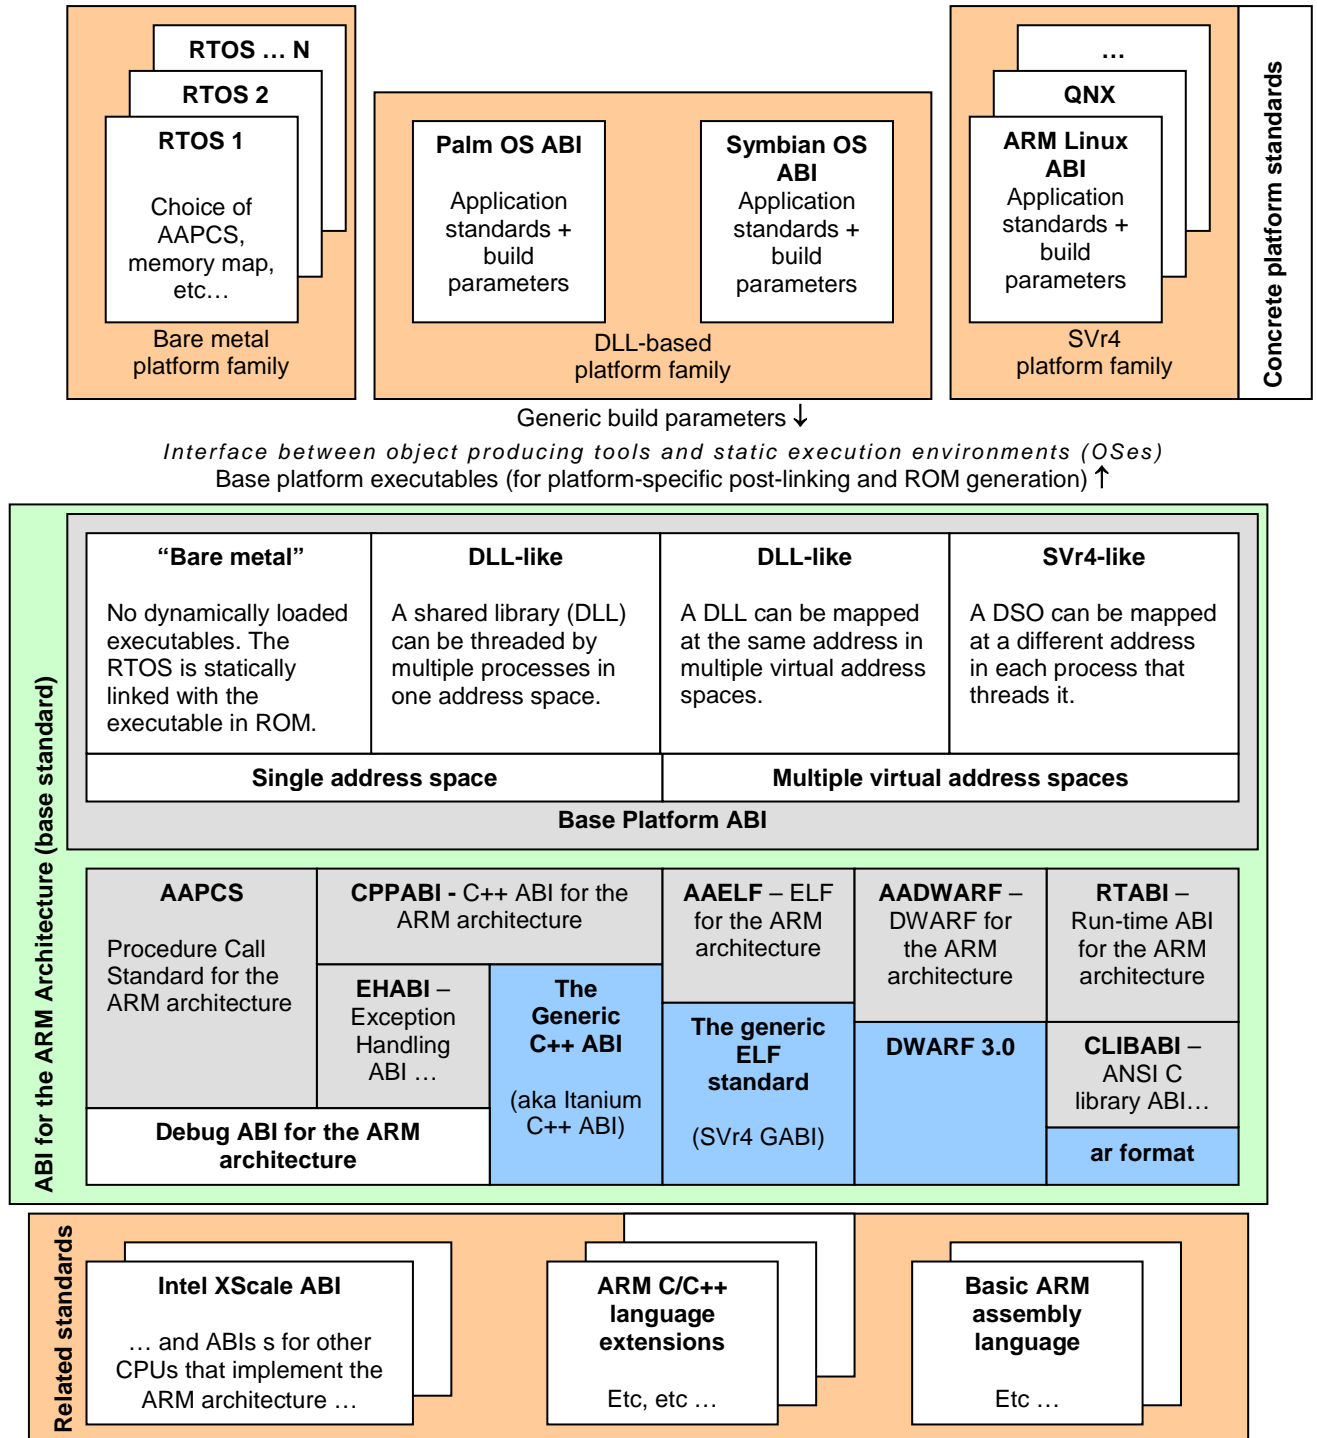 RTOS … N
RTOS 2
RTOS 1
Choice of
AAPCS,
memory map,
etc…
Bare metal
platform family
Palm OS ABI
Application
standards +
build
parameters
Symbian OS
ABI
Application
standards +
build
parameters
DLL-based
platform family
…
QNX
ARM Linux
ABI
Application
standards +
build
parameters
SVr4
platform family
Concrete platform standards
Generic build parameters ↓
Interface between object producing tools and static execution environments (OSes)
Base platform executables (for platform-specific post-linking and ROM generation) ↑
ABI for the ARM Architecture (base standard)
“Bare metal”
No dynamically loaded
executables. The
RTOS is statically
linked with the
executable in ROM.
DLL-like
A shared library (DLL)
can be threaded by
multiple processes in
one address space.
DLL-like
A DLL can be mapped
at the same address in
multiple virtual address
spaces.
SVr4-like
A DSO can be mapped
at a different address
in each process that
threads it.
Single address space
Multiple virtual address spaces
Base Platform ABI
AAPCS
Procedure Call
Standard for the
ARM architecture
CPPABI - C++ ABI for the
ARM architecture
EHABI –
Exception
Handling
ABI …
The
Generic
C++ ABI
(aka Itanium
C++ ABI)
Debug ABI for the ARM
architecture
AAELF – ELF
for the ARM
architecture
The generic
ELF
standard
(SVr4 GABI)
AADWARF –
DWARF for
the ARM
architecture
DWARF 3.0
RTABI –
Run-time ABI
for the ARM
architecture
CLIBABI –
ANSI C
library ABI…
ar format
Related standards
Intel XScale ABI
… and ABIs s for other
CPUs that implement the
ARM architecture …
ARM C/C++
language
extensions
Etc, etc …
Basic ARM
assembly
language
Etc …